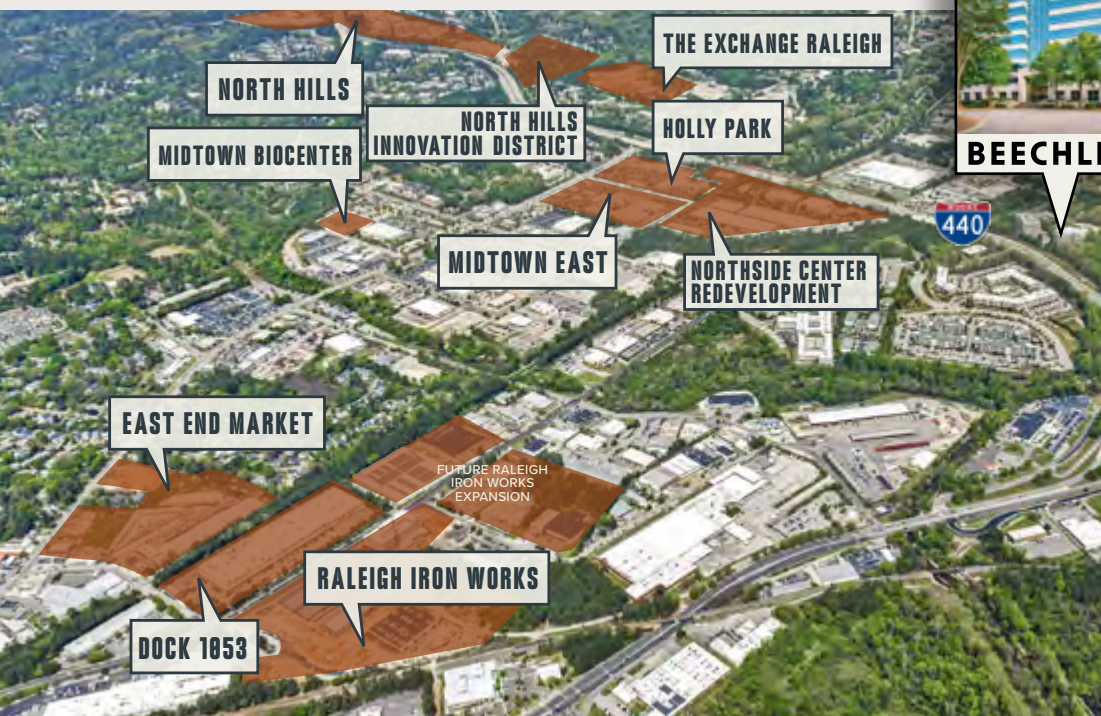 THE EXCHANGE RALEIGH
NORTH HILLS
NORTH HILLS
INNOVATION DISTRICT
HOLLY PARK
MIDTOWN BIOCENTER
BEECHL
440
MIDTOWN EAST
NORTHSIDE CENTER
REDEVELOPMENT
EAST END MARKET
FUTURE RALEIGH
IRON WORKS
EXPANSION
RALEIGH IRON WORKS
DOCK 1053